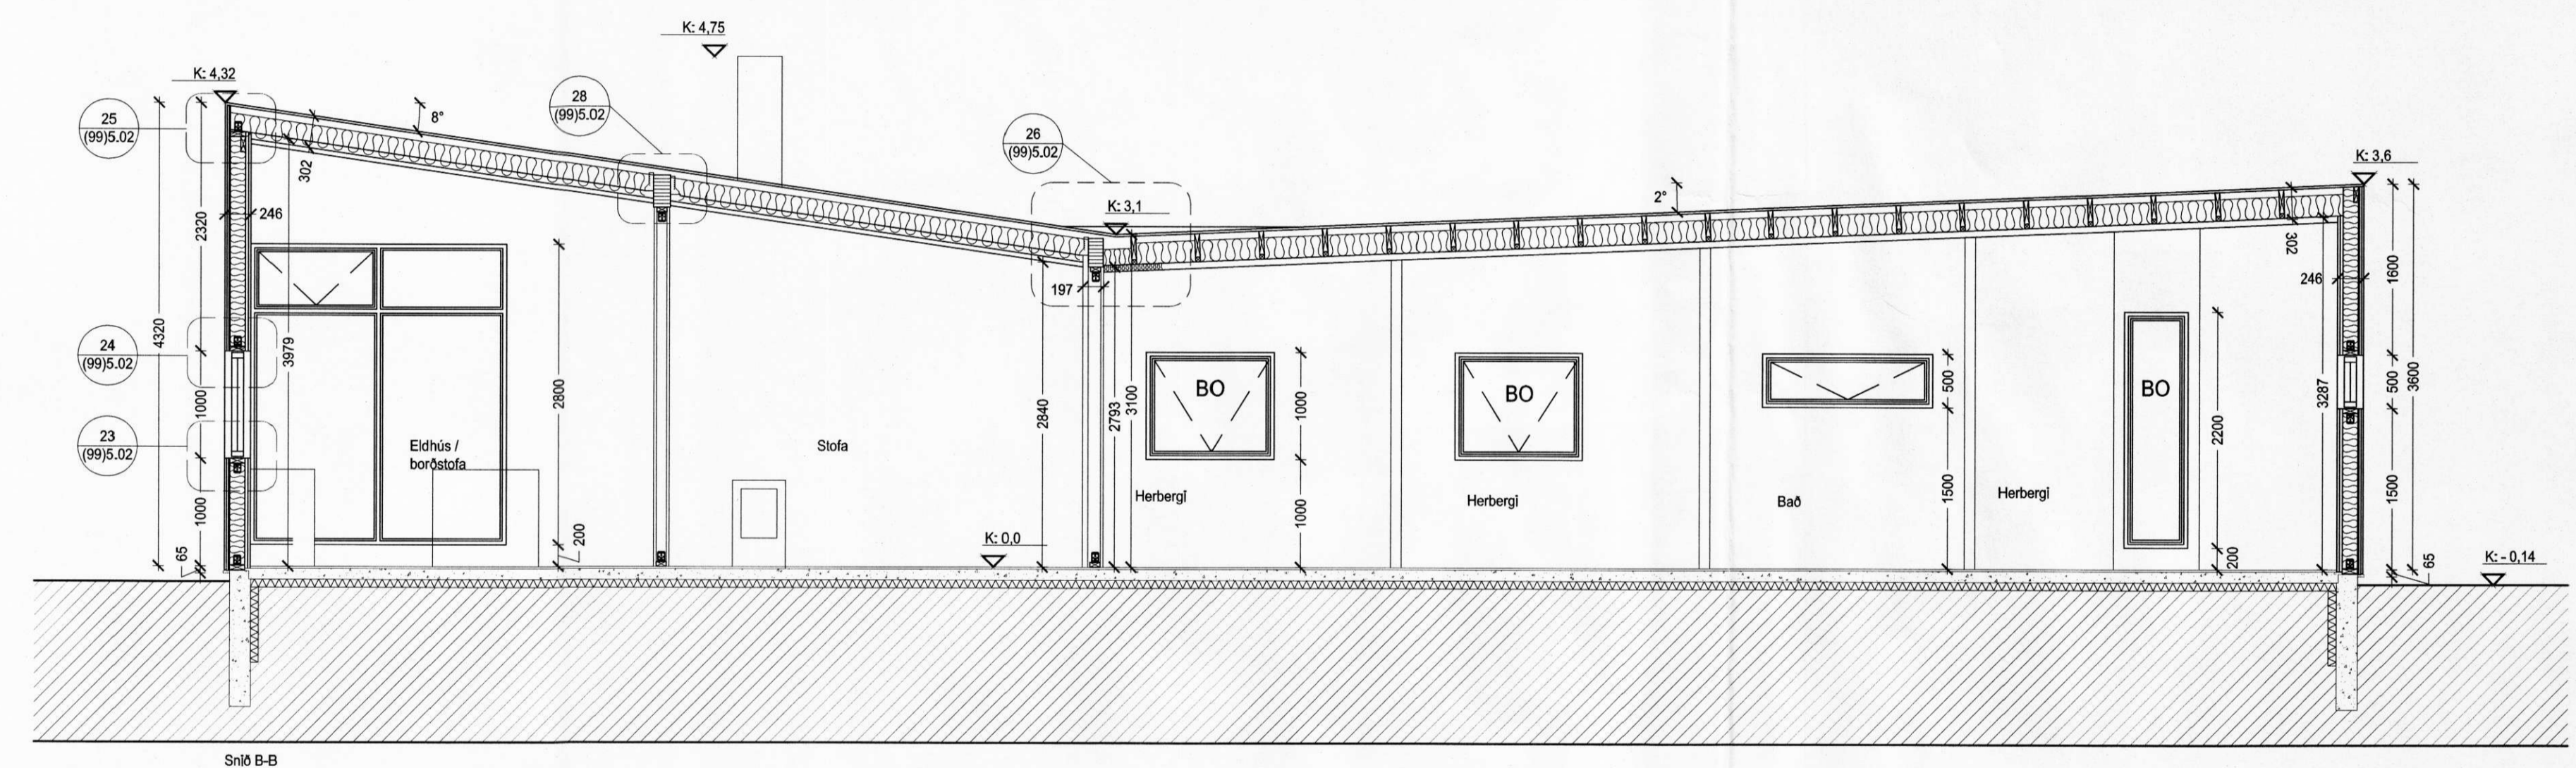 K: 4,75
K: 4,32
25
(99)5.02
28
(99)5.02
26
(99)5.02
8°
302
K: 3,1
2°
K: 3,6
2320
246
4320
3979
24
(99)5.02
1000
23
(99)5.02
1000
65
Eldhús /
borðstofa
2800
200
Stofa
K: 0,0
2840
197
2793
3100
BO
1000
1000
Herbergi
BO
Herbergi
500
1500
Bað
Herbergi
BO
2200
200
302
246
3287
1600
500
3600
1500
65
K: - 0,14
Snið B-B